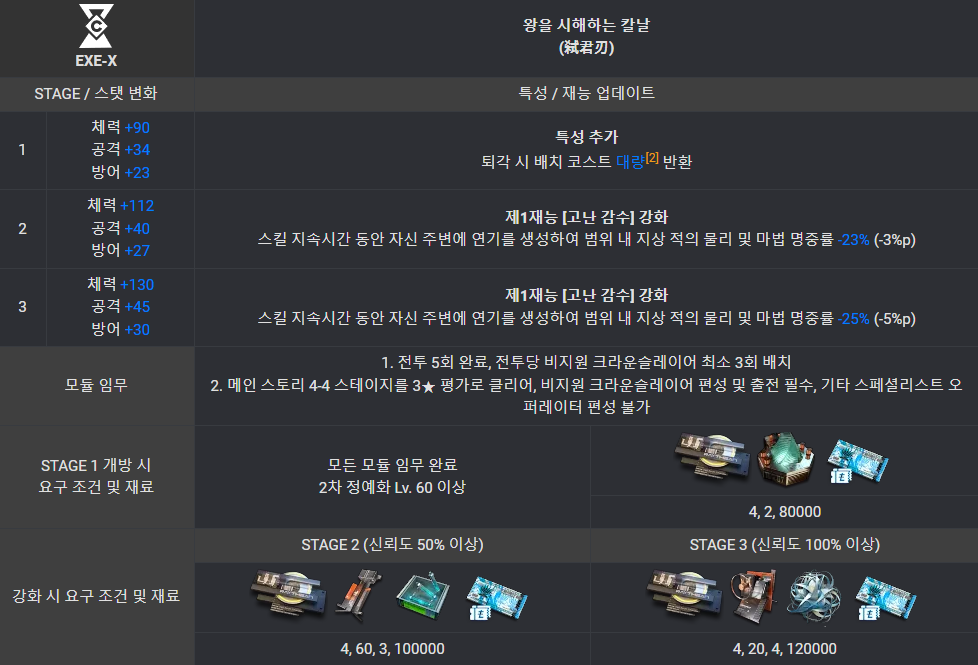 EXE-X
왕을 시해하는 칼날
(弑君刃)
STAGE / 스탯 변화
특성 / 재능 업데이트
1
체력 +90
공격 +34
방어 +23
특성 추가
퇴각 시 배치 코스트 대량[2] 반환
2
체력 +112
공격 +40
방어 +27
제1재능 [고난 감수] 강화
스킬 지속시간 동안 자신 주변에 연기를 생성하여 범위 내 지상 적의 물리 및 마법 명중률 -23% (-3%p)
3
체력 +130
공격 +45
방어 +30
제1재능 [고난 감수] 강화
스킬 지속시간 동안 자신 주변에 연기를 생성하여 범위 내 지상 적의 물리 및 마법 명중률 -25% (-5%p)
모듈 임무
1. 전투 5회 완료, 전투당 비지원 크라운슬레이어 최소 3회 배치
2. 메인 스토리 4-4 스테이지를 3★ 평가로 클리어, 비지원 크라운슬레이어 편성 및 출전 필수, 기타 스페셜리스트 오
퍼레이터 편성 불가
STAGE 1 개방 시
요구 조건 및 재료
모든 모듈 임무 완료
2차 정예화 Lv. 60 이상
4, 2, 80000
강화 시 요구 조건 및 재료
STAGE 2 (신뢰도 50% 이상)
STAGE 3 (신뢰도 100% 이상)
4, 60, 3, 100000
4, 20, 4, 120000